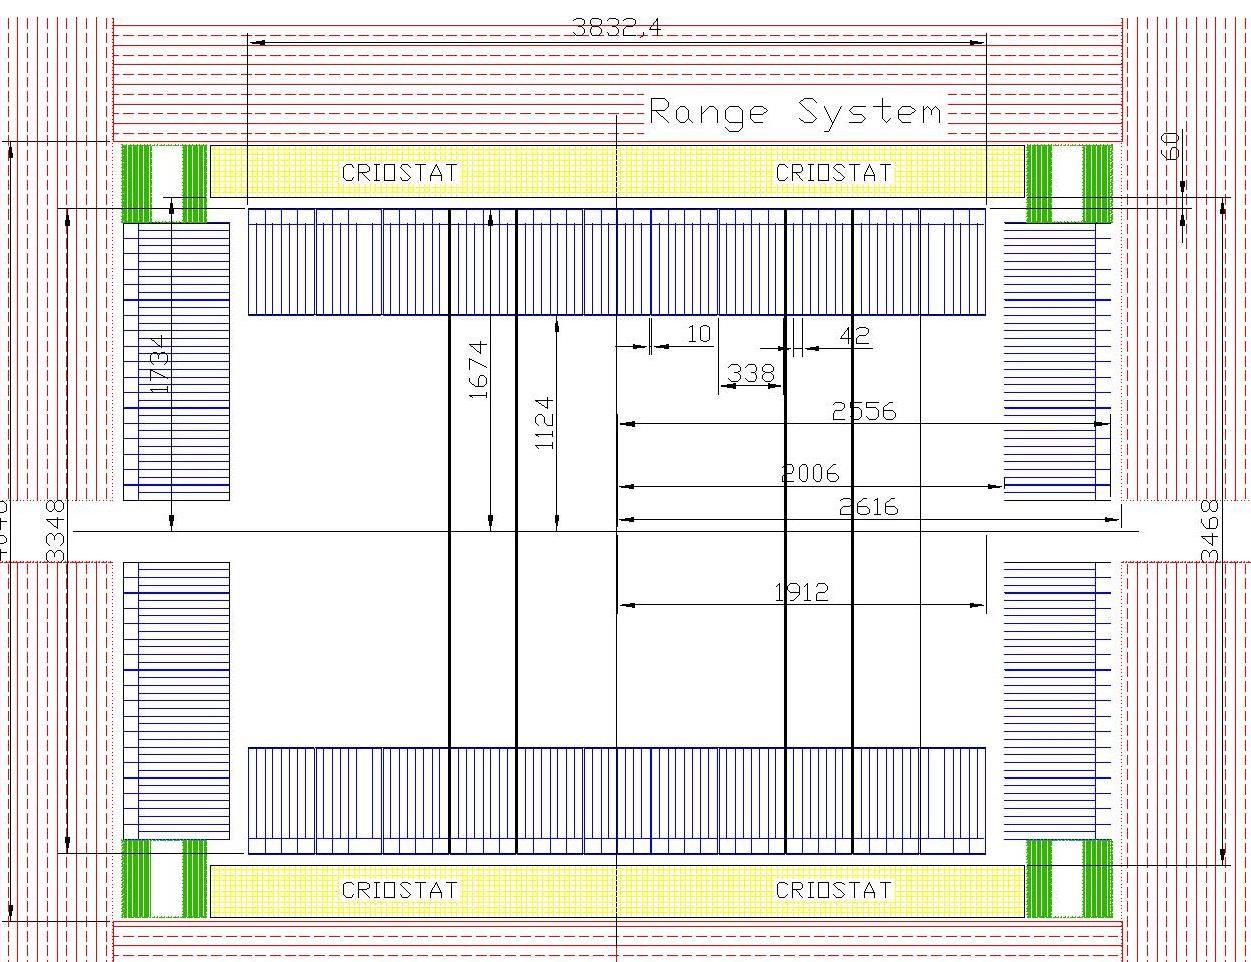 3832,4
Range System
60
CRIOSTAT
CRIOSTAT
1734
1674
1124
10
42
338
2556
2006
2616
3348
3468
1912
CRIOSTAT
CRIOSTAT